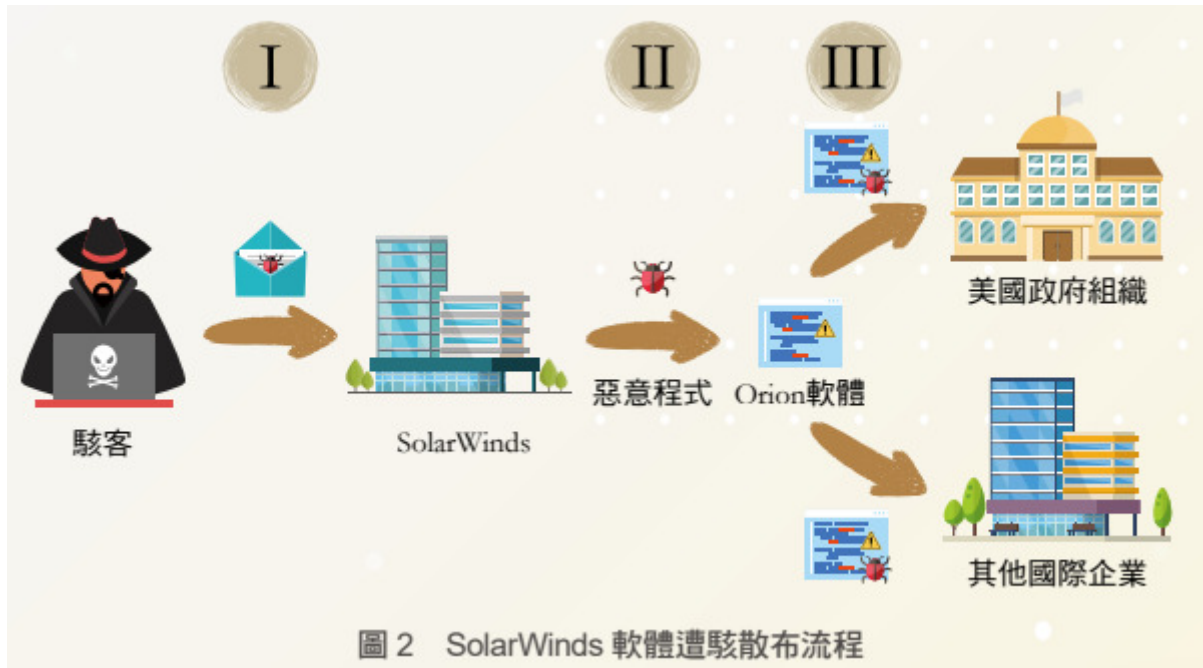 I
II
III
美國政府組織
惡意程式
Orion軟體
駭客
SolarWinds
其他國際企業
圖 2 SolarWinds 軟體遭駭散布流程